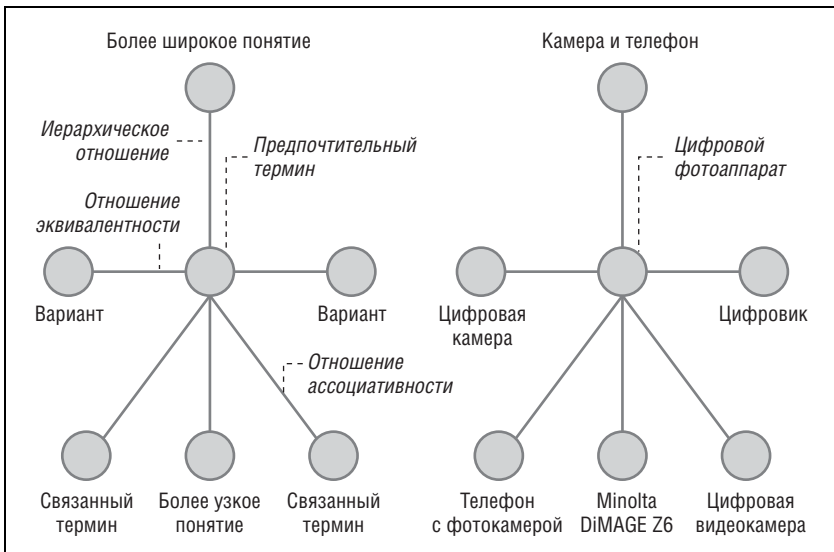 Более широкое понятие
Иерархическое
отношение
Предпочтительный
термин
Отношение
эквивалентности
Вариант
Вариант
Отношение
ассоциативности
Связанный
термин
Более узкое
понятие
Связанный
термин
Камера и телефон
Цифровой
фотоаппарат
Цифровая
камера
Цифровик
Телефон
с фотокамерой
Minolta
DiMAGE Z6
Цифровая
видеокамера